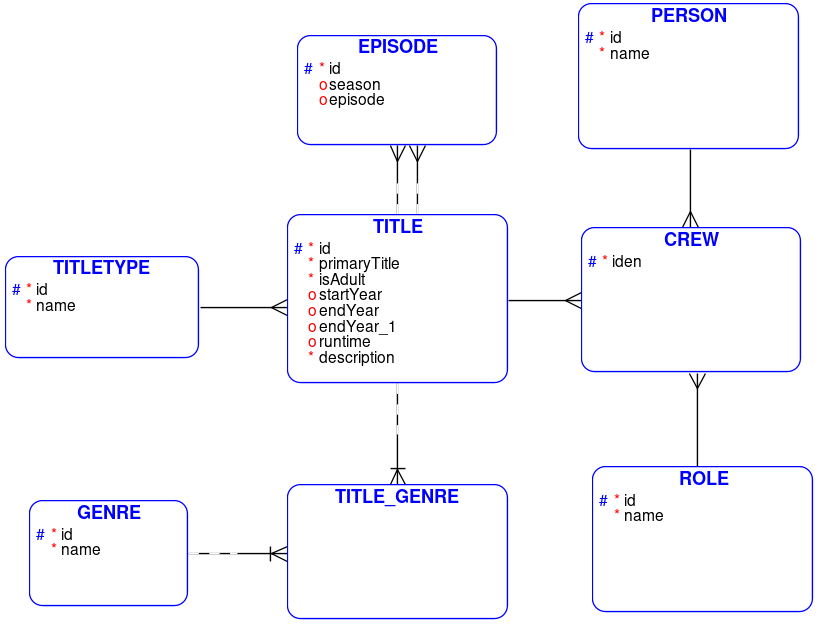 PERSON
# * id
* name
EPISODE
# * id
o season
o episode
TITLE
# * id
* primaryTitle
* isAdult
o startYear
o endYear
o endYear_1
o runtime
* description
CREW
# * iden
TITLETYPE
# * id
* name
ROLE
# * id
* name
TITLE_GENRE
GENRE
# * id
* name